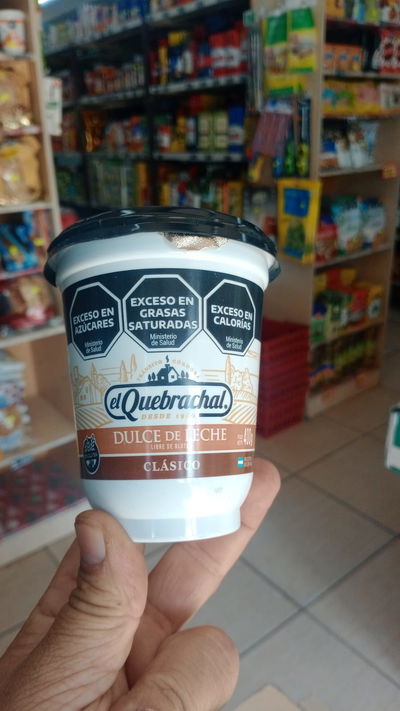 EXCESO EN
AZÚCARES
Ministerio
de Salud
EXCESO EN
GRASAS
SATURADAS
Ministerio
de Salud
EXCESO EN
CALORÍAS
Ministerio
de Salud
el Quebrachal.
DESDE
DULCE DE LECHE
LIBRE DE GLUTEN
400g
CLÁSICO